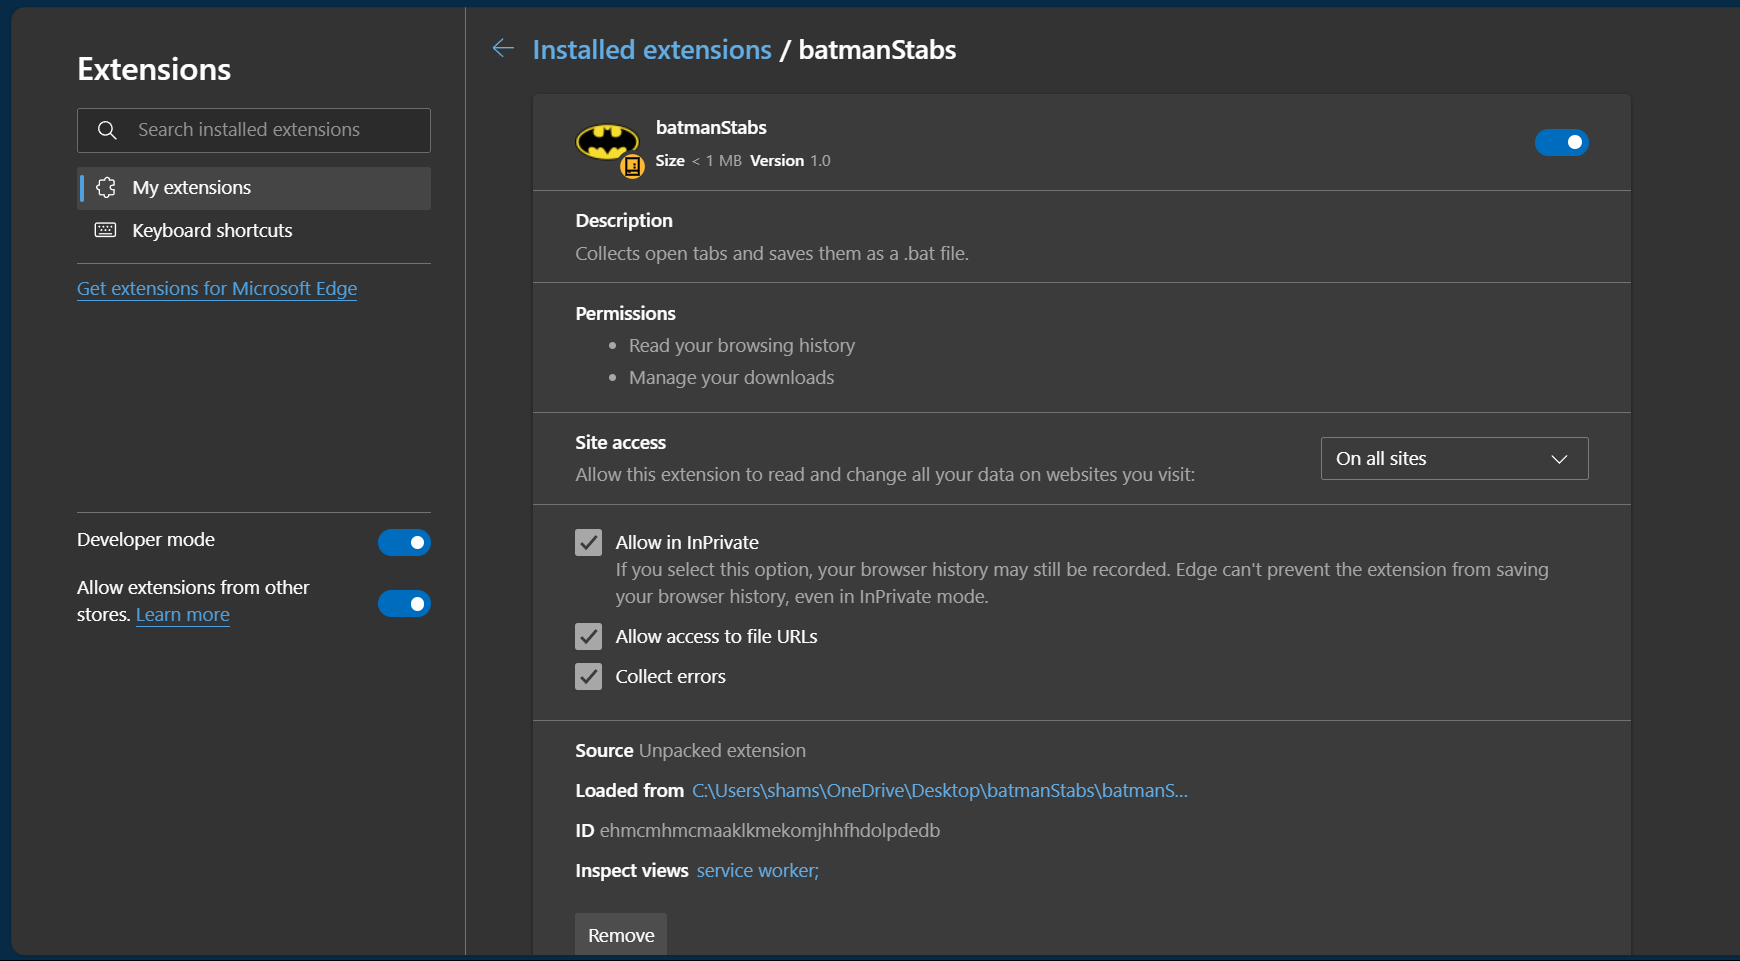 Extensions
Search installed extensions
My extensions
Keyboard shortcuts
Get extensions for Microsoft Edge
Developer mode
Allow extensions from other
stores. Learn more
Installed extensions / batmanStabs
batmanStabs
Size < 1 MB Version 1.0
Description
Collects open tabs and saves them as a .bat file.
Permissions
• Read your browsing history
• Manage your downloads
Site access
Allow this extension to read and change all your data on websites you visit:
On all sites
Allow in InPrivate
If you select this option, your browser history may still be recorded. Edge can't prevent the extension from saving
your browser history, even in InPrivate mode.
Allow access to file URLs
Collect errors
Source Unpacked extension
Loaded from C:\Users\shams\OneDrive\Desktop\batmanStabs\batmanS...
ID ehmcmhmcmaaklkmekomjhhfhdolpdedb
Inspect views service worker;
Remove